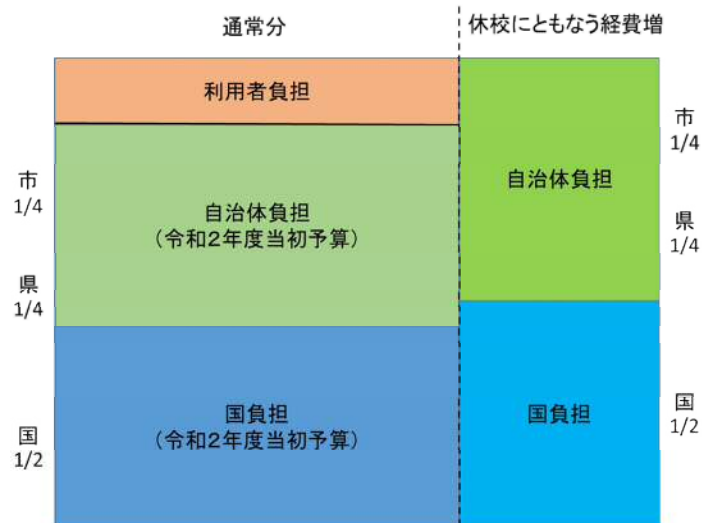 通常分
休校にともなう経費増
利用者負担
市
1/4
自治体負担
(令和2年度当初予算)
県
1/4
国
1/2
国負担
(令和2年度当初予算)
自治体負担
市
1/4
県
1/4
国負担
国
1/2